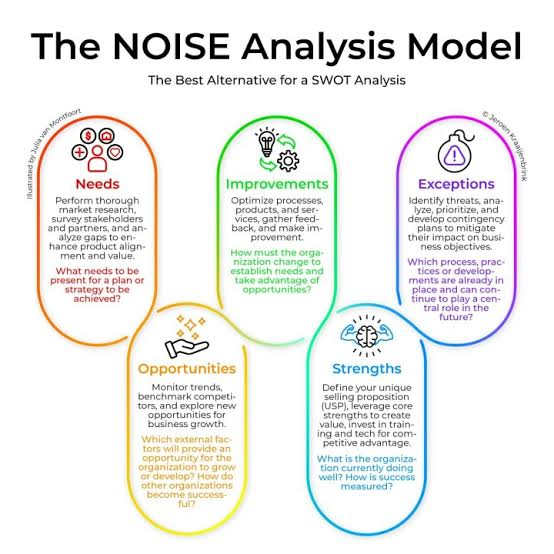 The NOISE Analysis Model
The Best Alternative for a SWOT Analysis
Illustrated by Julia van Montfoort
© Jeroen Kraaijenbrink
Needs
Perform thorough
market research,
survey stakeholders
and partners, and an-
alyze gaps to en-
hance product align-
ment and value.
What needs to be
present for a plan or
strategy to be
achieved?
Opportunities
Monitor trends,
benchmark competi-
tors, and explore new
opportunities for
business growth.
Which external fac-
tors will provide an
opportunity for the
organization to grow
or develop? How do
other organizations
become success-
ful?
Improvements
Optimize processes,
products, and ser-
vices, gather feed-
back, and make im-
provement.
How must the orga-
nization change to
establish needs and
take advantage of
opportunities?
Strengths
Define your unique
selling proposition
(USP), leverage core
strengths to create
value, invest in train-
ing and tech for com-
petitive advantage.
What is the organiza-
tion currently doing
well? How is success
measured?
Exceptions
Identify threats, ana-
lyze, prioritize, and
develop contingency
plans to mitigate
their impact on busi-
ness objectives.
Which process, prac-
tices or develop-
ments are already in
place and can con-
tinue to play a cen-
tral role in the
future?